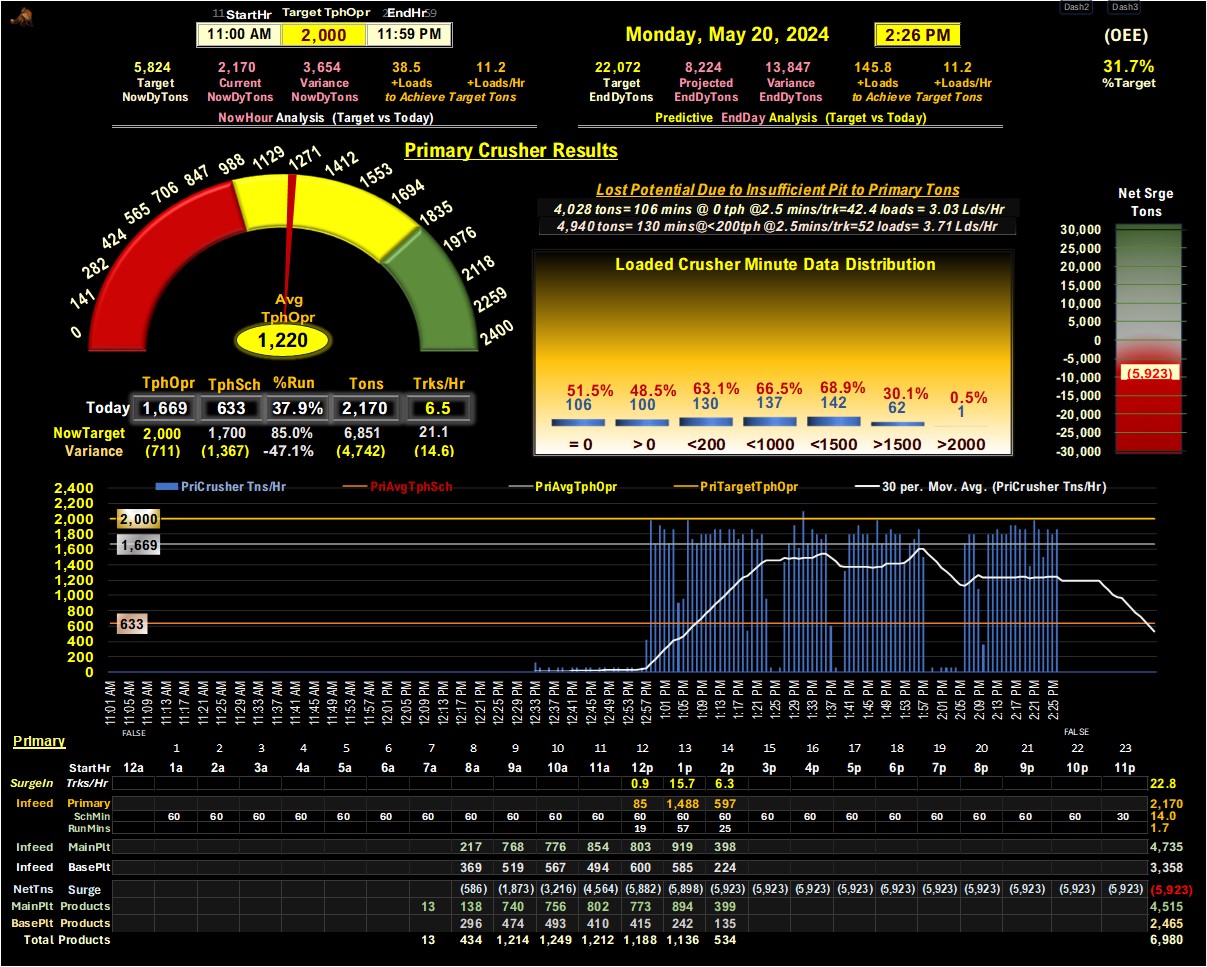 Dash2 Dash3
11 StartHr Target TphOpr EndHr 59
11:00 AM 2,000 11:59 PM
Monday, May 20, 2024 2:26 PM (OEE)
5,824 2,170 3,654 38.5 11.2 22,072 8,224 13,847 145.8 11.2 31.7%
Target Current Variance +Loads +Loads/Hr Target Projected Variance +Loads +Loads/Hr %Target
NowDyTons NowDyTons NowDyTons to Achieve Target Tons EndDyTons EndDyTons EndDyTons to Achieve Target Tons
NowHour Analysis (Target vs Today) Predictive EndDay Analysis (Target vs Today)
Primary Crusher Results
0 141 282 424 565 706 847 988 1129 1271 1412 1553 1694 1835 1976 2118 2259 2400
Avg
TphOpr
1,220
Lost Potential Due to Insufficient Pit to Primary Tons
4,028 tons= 106 mins @ 0 tph @2.5 mins/trk=42.4 loads = 3.03 Lds/Hr
4,940 tons= 130 mins@<200tph @2.5mins/trk=52 loads= 3.71 Lds/Hr
Loaded Crusher Minute Data Distribution
51.5% 48.5% 63.1% 66.5% 68.9% 30.1% 0.5%
106 100 130 137 142 62 1
= 0 > 0 <200 <1000 <1500 >1500 >2000
Net Srge
Tons
30,000
25,000
20,000
15,000
10,000
5,000
0
-5,000
(5,923)
-10,000
-15,000
-20,000
-25,000
-30,000
TphOpr TphSch %Run Tons Trks/Hr
Today 1,669 633 37.9% 2,170 6.5
NowTarget 2,000 1,700 85.0% 6,851 21.1
Variance (711) (1,367) -47.1% (4,742) (14.6)
PriCrusher Tns/Hr PriAvgTphSch PriAvgTphOpr PriTargetTphOpr 30 per. Mov. Avg. (PriCrusher Tns/Hr)
2,400
2,200
2,000 2,000
1,800
1,600 1,669
1,400
1,200
1,000
800
600 633
400
200
0
11:01 AM 11:05 AM 11:09 AM 11:13 AM 11:17 AM 11:21 AM 11:25 AM 11:29 AM 11:33 AM 11:37 AM 11:41 AM 11:45 AM 11:49 AM 11:53 AM 11:57 AM 12:01 PM 12:05 PM 12:09 PM 12:13 PM 12:17 PM 12:21 PM 12:25 PM 12:29 PM 12:33 PM 12:37 PM 12:41 PM 12:45 PM 12:49 PM 12:53 PM 12:57 PM 1:01 PM 1:05 PM 1:09 PM 1:13 PM 1:17 PM 1:21 PM 1:25 PM 1:29 PM 1:33 PM 1:37 PM 1:41 PM 1:45 PM 1:49 PM 1:53 PM 1:57 PM 2:01 PM 2:05 PM 2:09 PM 2:13 PM 2:17 PM 2:21 PM 2:25 PM
FALSE FALSE
Primary 1 2 3 4 5 6 7 8 9 10 11 12 13 14 15 16 17 18 19 20 21 22 23
StartHr 12a 1a 2a 3a 4a 5a 6a 7a 8a 9a 10a 11a 12p 1p 2p 3p 4p 5p 6p 7p 8p 9p 10p 11p
SurgeIn Trks/Hr 0.9 15.7 6.3 22.8
Infeed Primary 85 1,488 597 2,170
SchMin 60 60 60 60 60 60 60 60 60 60 60 60 60 60 60 60 60 60 60 60 60 60 30 14.0
RunMins 19 57 25 1.7
Infeed MainPlt 217 768 776 854 803 919 398 4,735
Infeed BasePlt 369 519 567 494 600 585 224 3,358
NetTns Surge (586) (1,873) (3,216) (4,564) (5,882) (5,898) (5,923) (5,923) (5,923) (5,923) (5,923) (5,923) (5,923) (5,923) (5,923) (5,923) (5,923)
MainPlt Products 13 138 740 756 802 773 894 399 4,515
BasePlt Products 296 474 493 410 415 242 135 2,465
Total Products 13 434 1,214 1,249 1,212 1,188 1,136 534 6,980